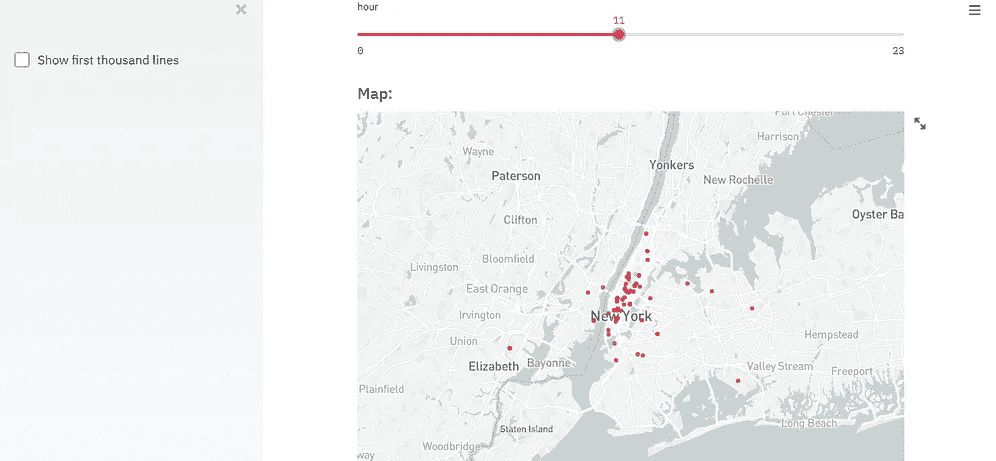 hour
11
0
23
Show first thousand lines
Map:
Port Chester
Harrison
Wayne
Yonkers
Paterson
New Rochelle
Clifton
Oyster Ba
Bloomfield
Livingston
East Orange
Irvington
New York
Union
Hempstead
Elizabeth
Bayonne
Valley Stream
Freeport
Plainfield
Long Beach
Staten Island
Woodbridge
way